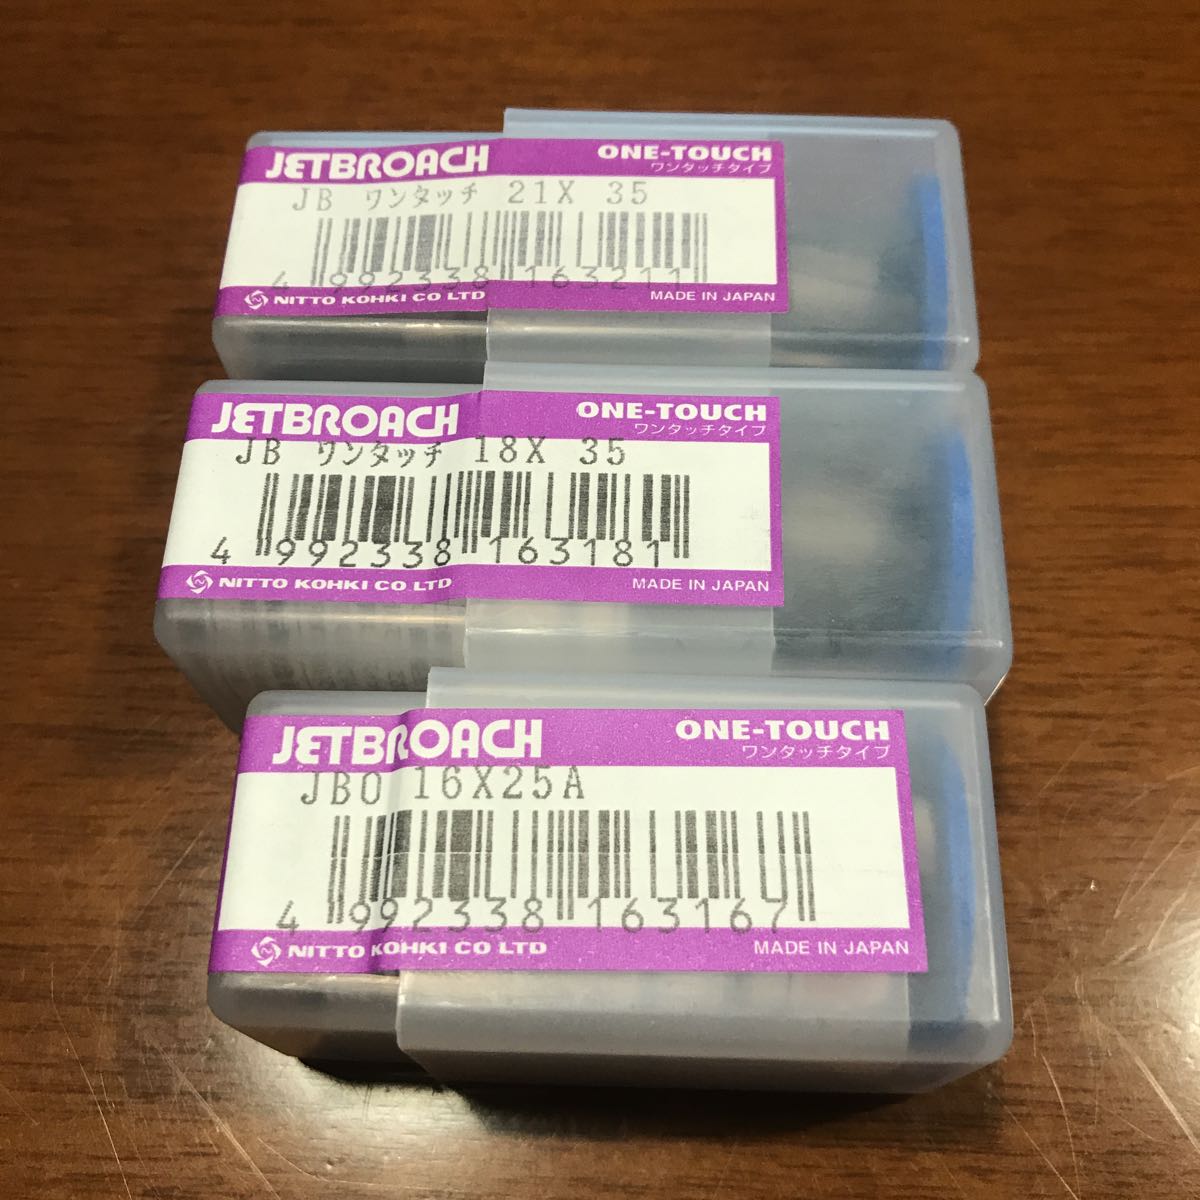 JETBROACH ONE-TOUCH
ワンタッチタイプ
JB ワンタッチ 21X 35
4 992338 163211
NITTO KOHKI CO LTD MADE IN JAPAN
JETBROACH ONE-TOUCH
ワンタッチタイプ
JB ワンタッチ 18X 35
4 992338 163181
NITTO KOHKI CO LTD MADE IN JAPAN
JETBROACH ONE-TOUCH
ワンタッチタイプ
JBO 16X25A
4 992338 163167
NITTO KOHKI CO LTD MADE IN JAPAN